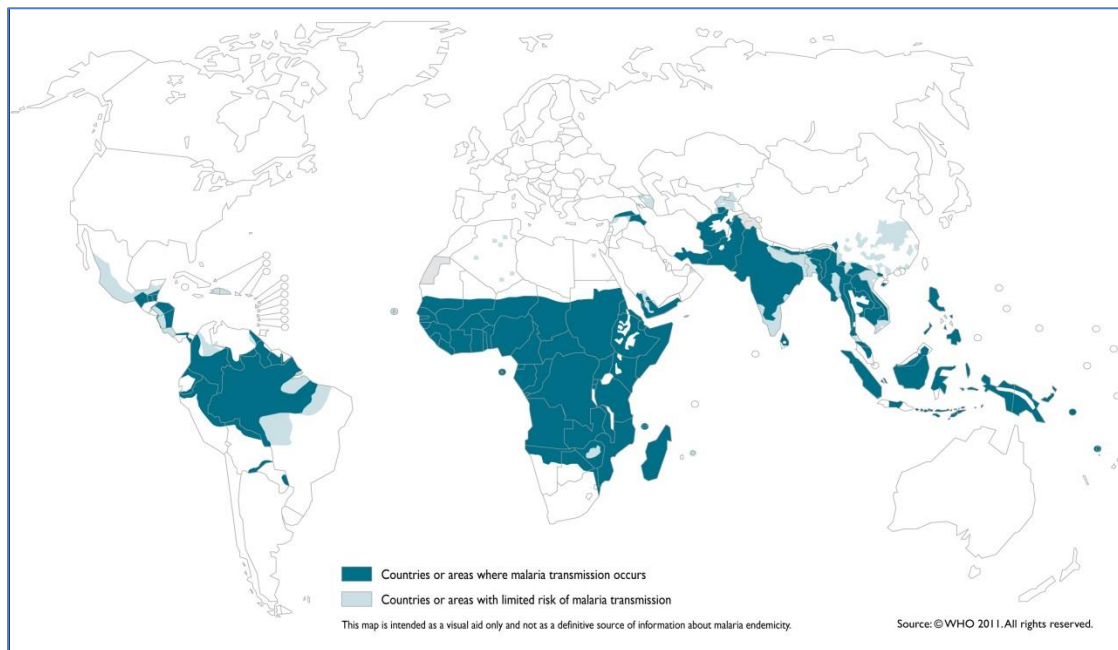 Countries or areas where malaria transmission occurs
Countries or areas with limited risk of malaria transmission
This map is intended as a visual aid only and not as a definitive source of information about malaria endemicity.
Source: © WHO 2011. All rights reserved.